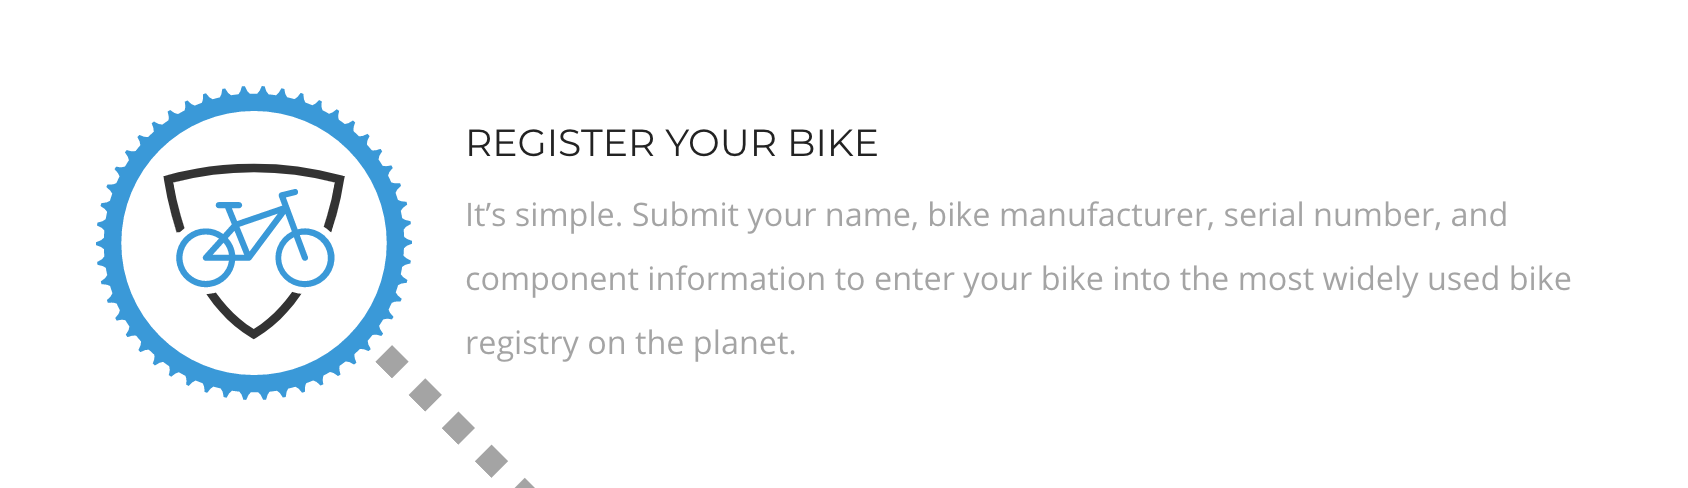 REGISTER YOUR BIKE
It’s simple. Submit your name, bike manufacturer, serial number, and
component information to enter your bike into the most widely used bike
registry on the planet.